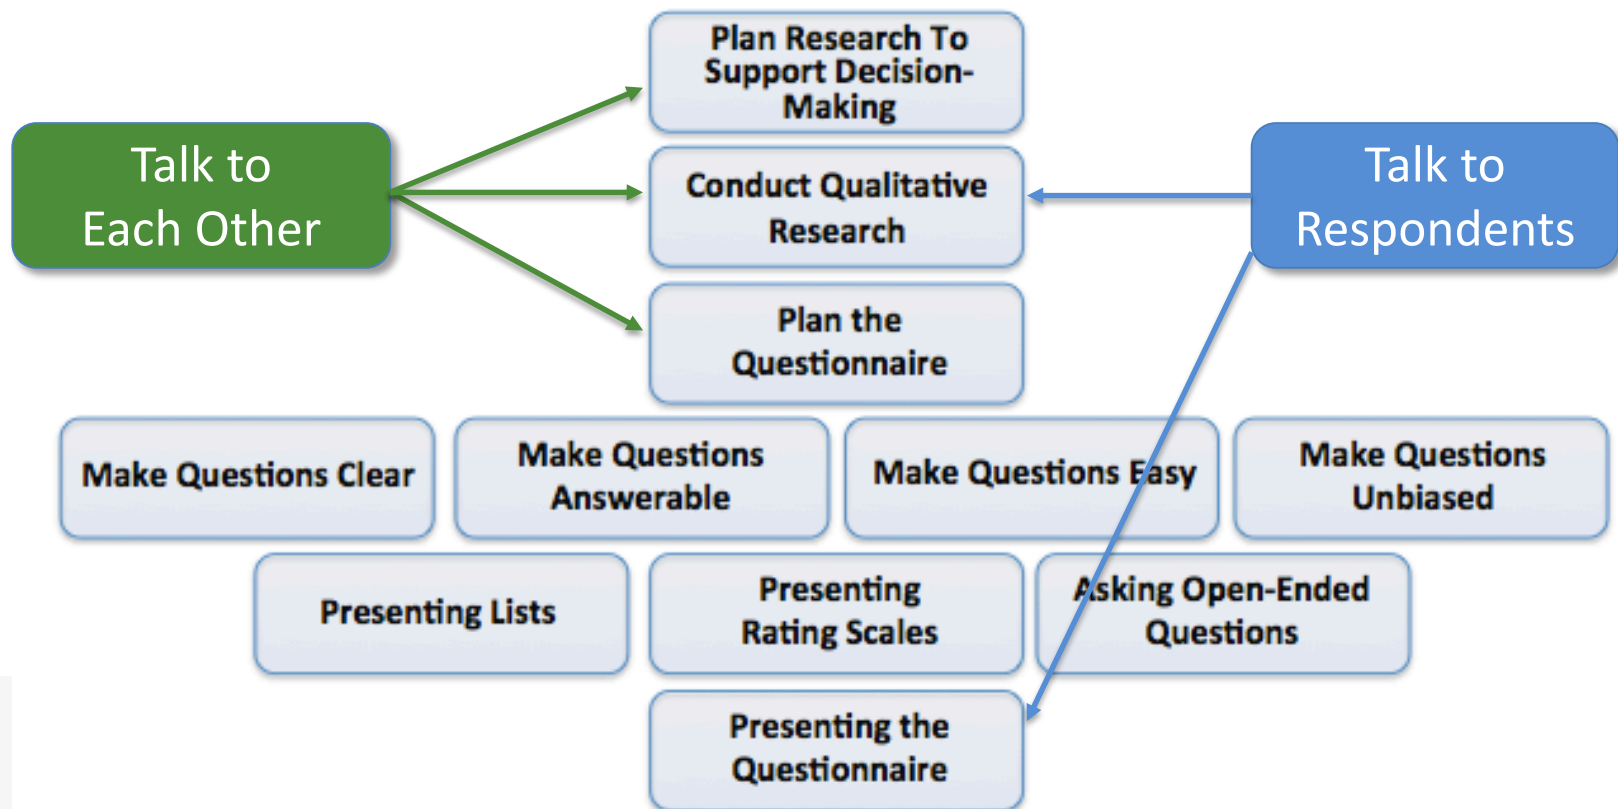 Plan Research To
Support Decision-
Making
Talk to
Each Other
Conduct Qualitative
Research
Talk to
Respondents
Plan the
Questionnaire
Make Questions Clear
Make Questions
Answerable
Make Questions Easy
Make Questions
Unbiased
Presenting Lists
Presenting
Rating Scales
Asking Open-Ended
Questions
Presenting the
Questionnaire